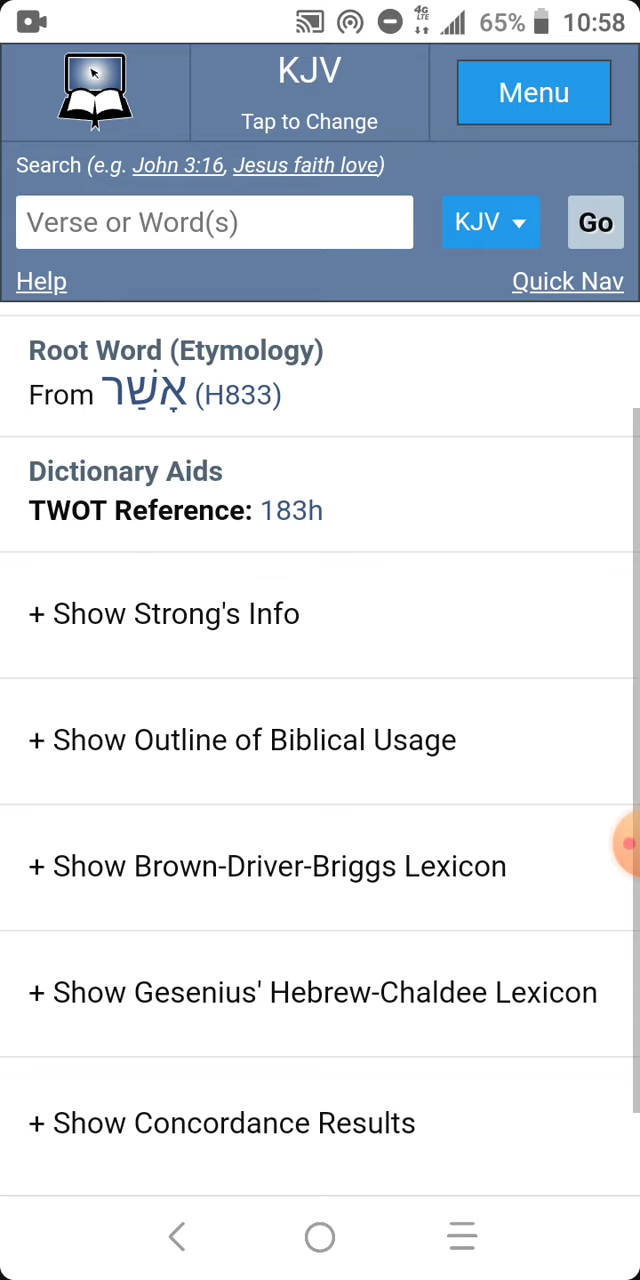 4G
LTE
65%
10:58
KJV
Tap to Change
Menu
Search (e.g. John 3:16, Jesus faith love)
Verse or Word(s)
KJV
Go
Help
Quick Nav
Root Word (Etymology)
From אָשַׁר (H833)
Dictionary Aids
TWOT Reference: 183h
+ Show Strong's Info
+ Show Outline of Biblical Usage
+ Show Brown-Driver-Briggs Lexicon
+ Show Gesenius' Hebrew-Chaldee Lexicon
+ Show Concordance Results